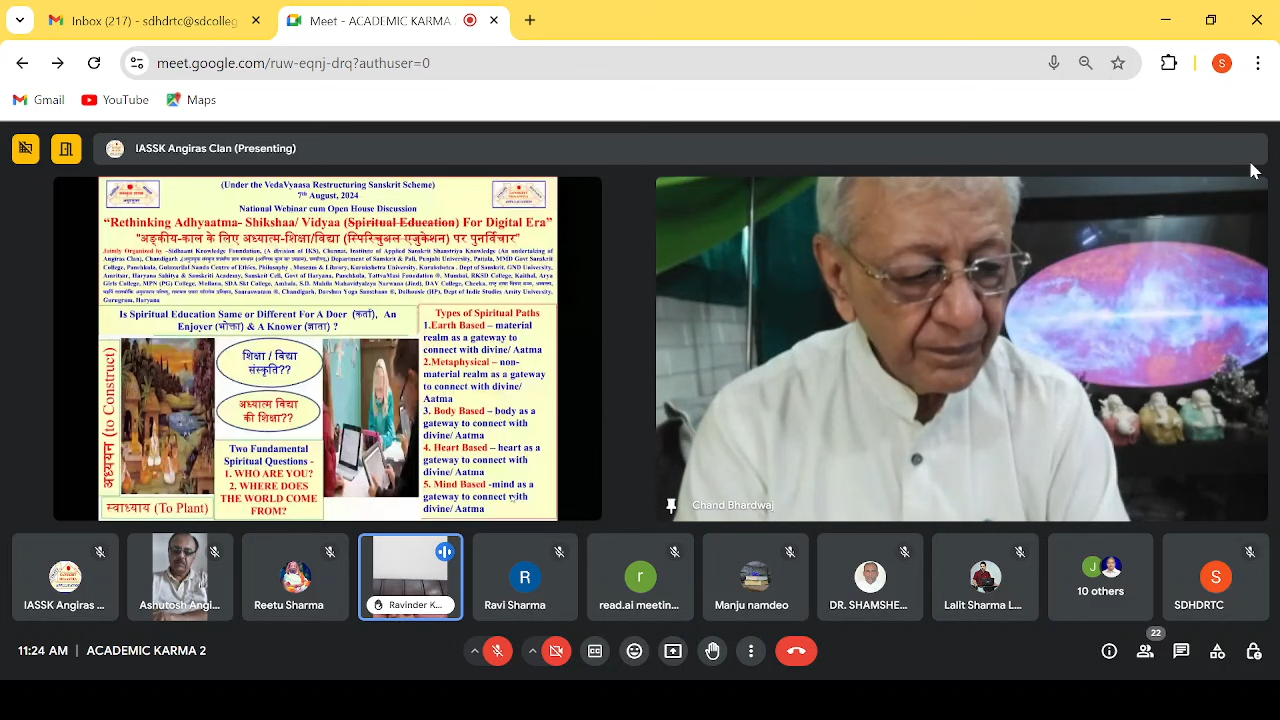 Inbox (217) - sdhdrtc@sdcolleg
Meet - ACADEMIC KARMA
meet.google.com/ruw-eqnj-drq?authuser=0
S
Gmail
YouTube
Maps
IASSK Angiras Clan (Presenting)
(Under the VedaVyaasa Restructuring Sanskrit Scheme)
7th August, 2024
National Webinar cum Open House Discussion
“Rethinking Adhyaatma- Shikshaa/ Vidyaa (Spiritual Education) For Digital Era”
"अङ्कीय-काल के लिए अध्यात्म-शिक्षा/विद्या (स्पिरिचुअल एजुकेशन) पर पुनर्विचार"
Is Spiritual Education Same or Different For A Doer (कर्ता), An
Enjoyer (भोक्ता) & A Knower (ज्ञाता) ?
अध्ययन (to Construct)
स्वाध्याय (To Plant)
शिक्षा / विद्या
संस्कृति??
अध्यात्म विद्या
की शिक्षा??
Two Fundamental
Spiritual Questions -
1. WHO ARE YOU?
2. WHERE DOES
THE WORLD COME
FROM?
Types of Spiritual Paths
1.Earth Based – material
realm as a gateway to
connect with divine/ Aatma
2.Metaphysical – non-
material realm as a gateway
to connect with divine/
Aatma
3. Body Based – body as a
gateway to connect with
divine/ Aatma
4. Heart Based – heart as a
gateway to connect with
divine/ Aatma
5. Mind Based -mind as a
gateway to connect with
divine/ Aatma
Chand Bhardwaj
IASSK Angiras ...
Ashutosh Angi...
Reetu Sharma
Ravinder K...
R
Ravi Sharma
r
read.ai meetin...
Manju namdeo
DR. SHAMSHE...
Lalit Sharma L...
J
10 others
S
SDHDRTC
11:24 AM | ACADEMIC KARMA 2
22